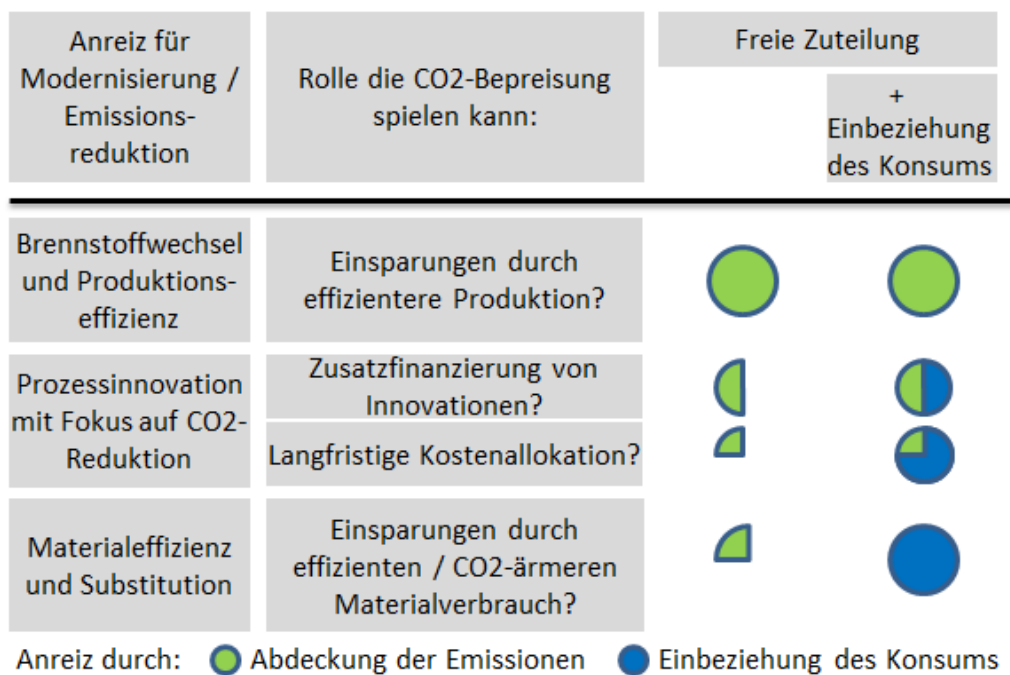 Anreiz für
Modernisierung /
Emissions-
reduktion
Rolle die CO2-Bepreisung
spielen kann:
Freie Zuteilung
+
Einbeziehung
des Konsums
Brennstoffwechsel
und Produktions-
effizienz
Einsparungen durch
effizientere Produktion?
Prozessinnovation
mit Fokus auf CO2-
Reduktion
Zusatzfinanzierung von
Innovationen?
Langfristige Kostenallokation?
Materialeffizienz
und Substitution
Einsparungen durch
effizienten / CO2-ärmeren
Materialverbrauch?
Anreiz durch: Abdeckung der Emissionen Einbeziehung des Konsums